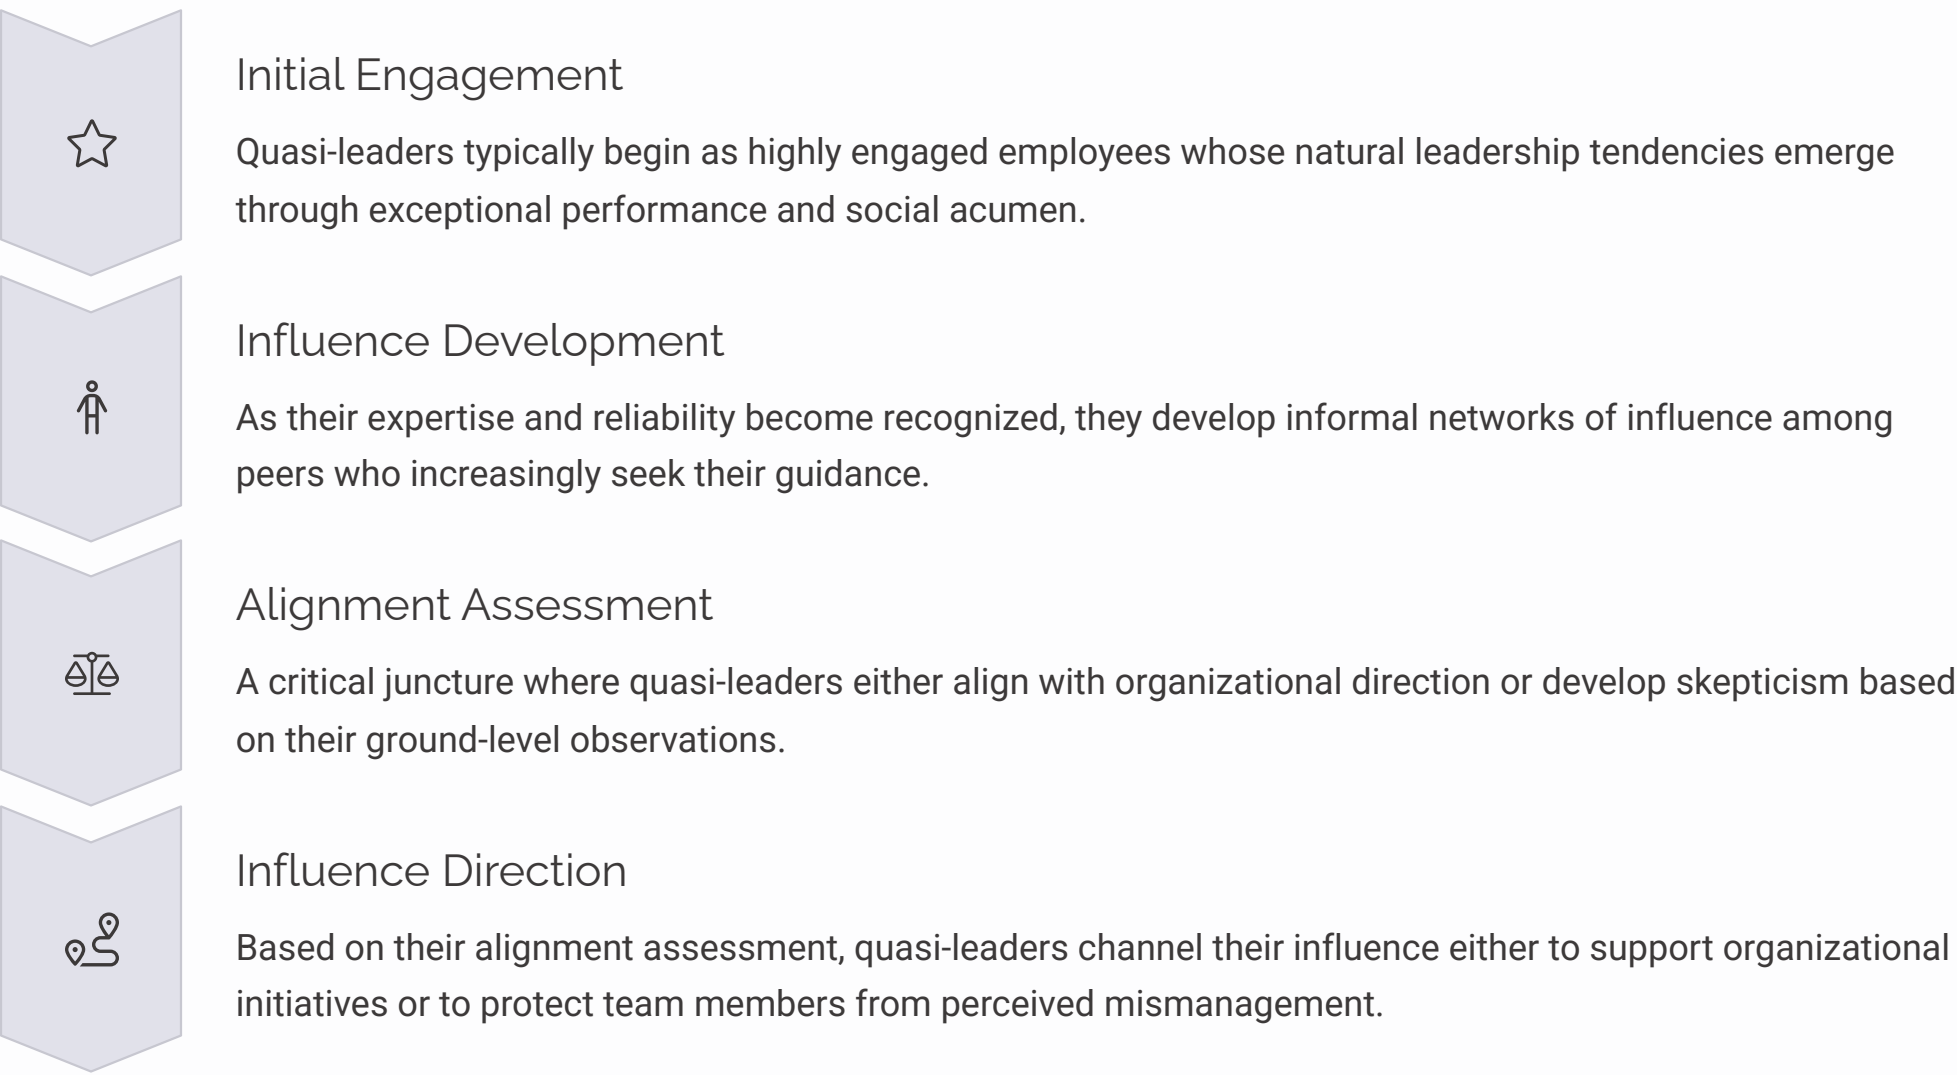 Initial Engagement
Quasi-leaders typically begin as highly engaged employees whose natural leadership tendencies emerge
through exceptional performance and social acumen.
Influence Development
As their expertise and reliability become recognized, they develop informal networks of influence among
peers who increasingly seek their guidance.
Alignment Assessment
A critical juncture where quasi-leaders either align with organizational direction or develop skepticism based
on their ground-level observations.
Influence Direction
Based on their alignment assessment, quasi-leaders channel their influence either to support organizational
initiatives or to protect team members from perceived mismanagement.